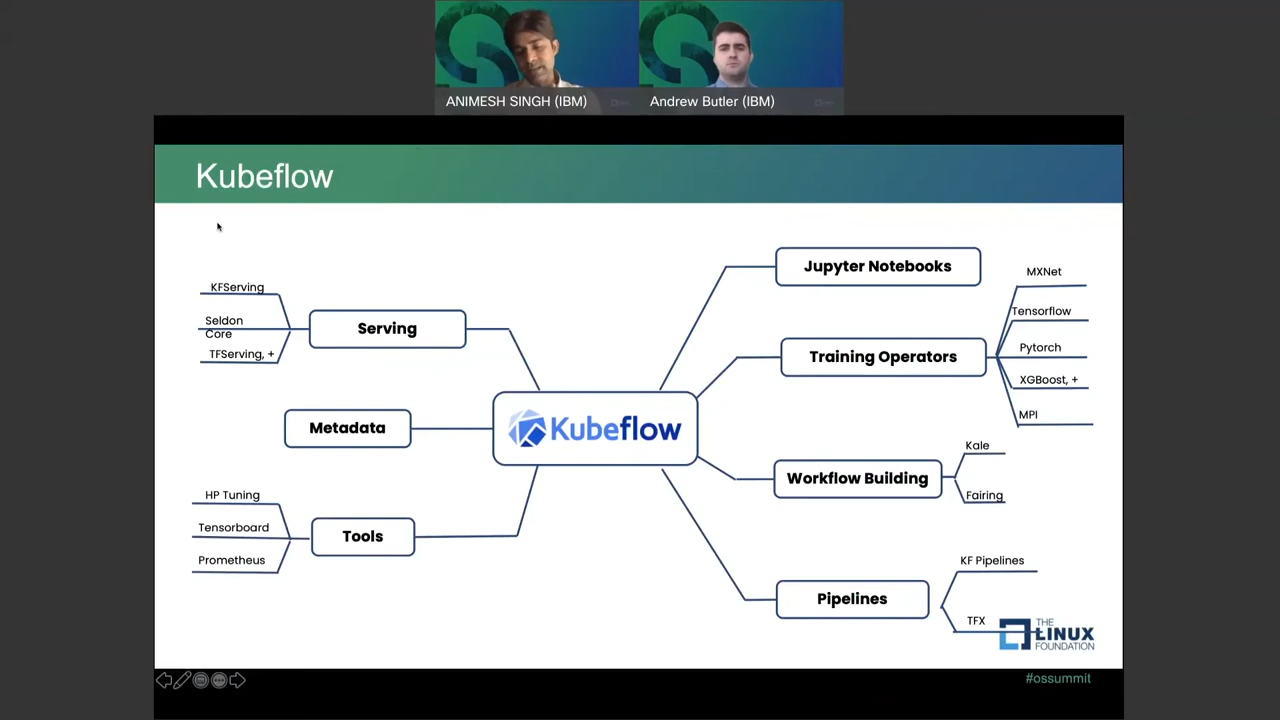 ANIMESH SINGH (IBM)
Andrew Butler (IBM)
Kubeflow
KFServing
Seldon
Core
TFServing, +
Serving
Metadata
HP Tuning
Tensorboard
Prometheus
Tools
Kubeflow
Jupyter Notebooks
Training Operators
MXNet
Tensorflow
Pytorch
XGBoost, +
MPI
Workflow Building
Kale
Fairing
Pipelines
KF Pipelines
TFX
THE
LINUX
FOUNDATION
#ossummit